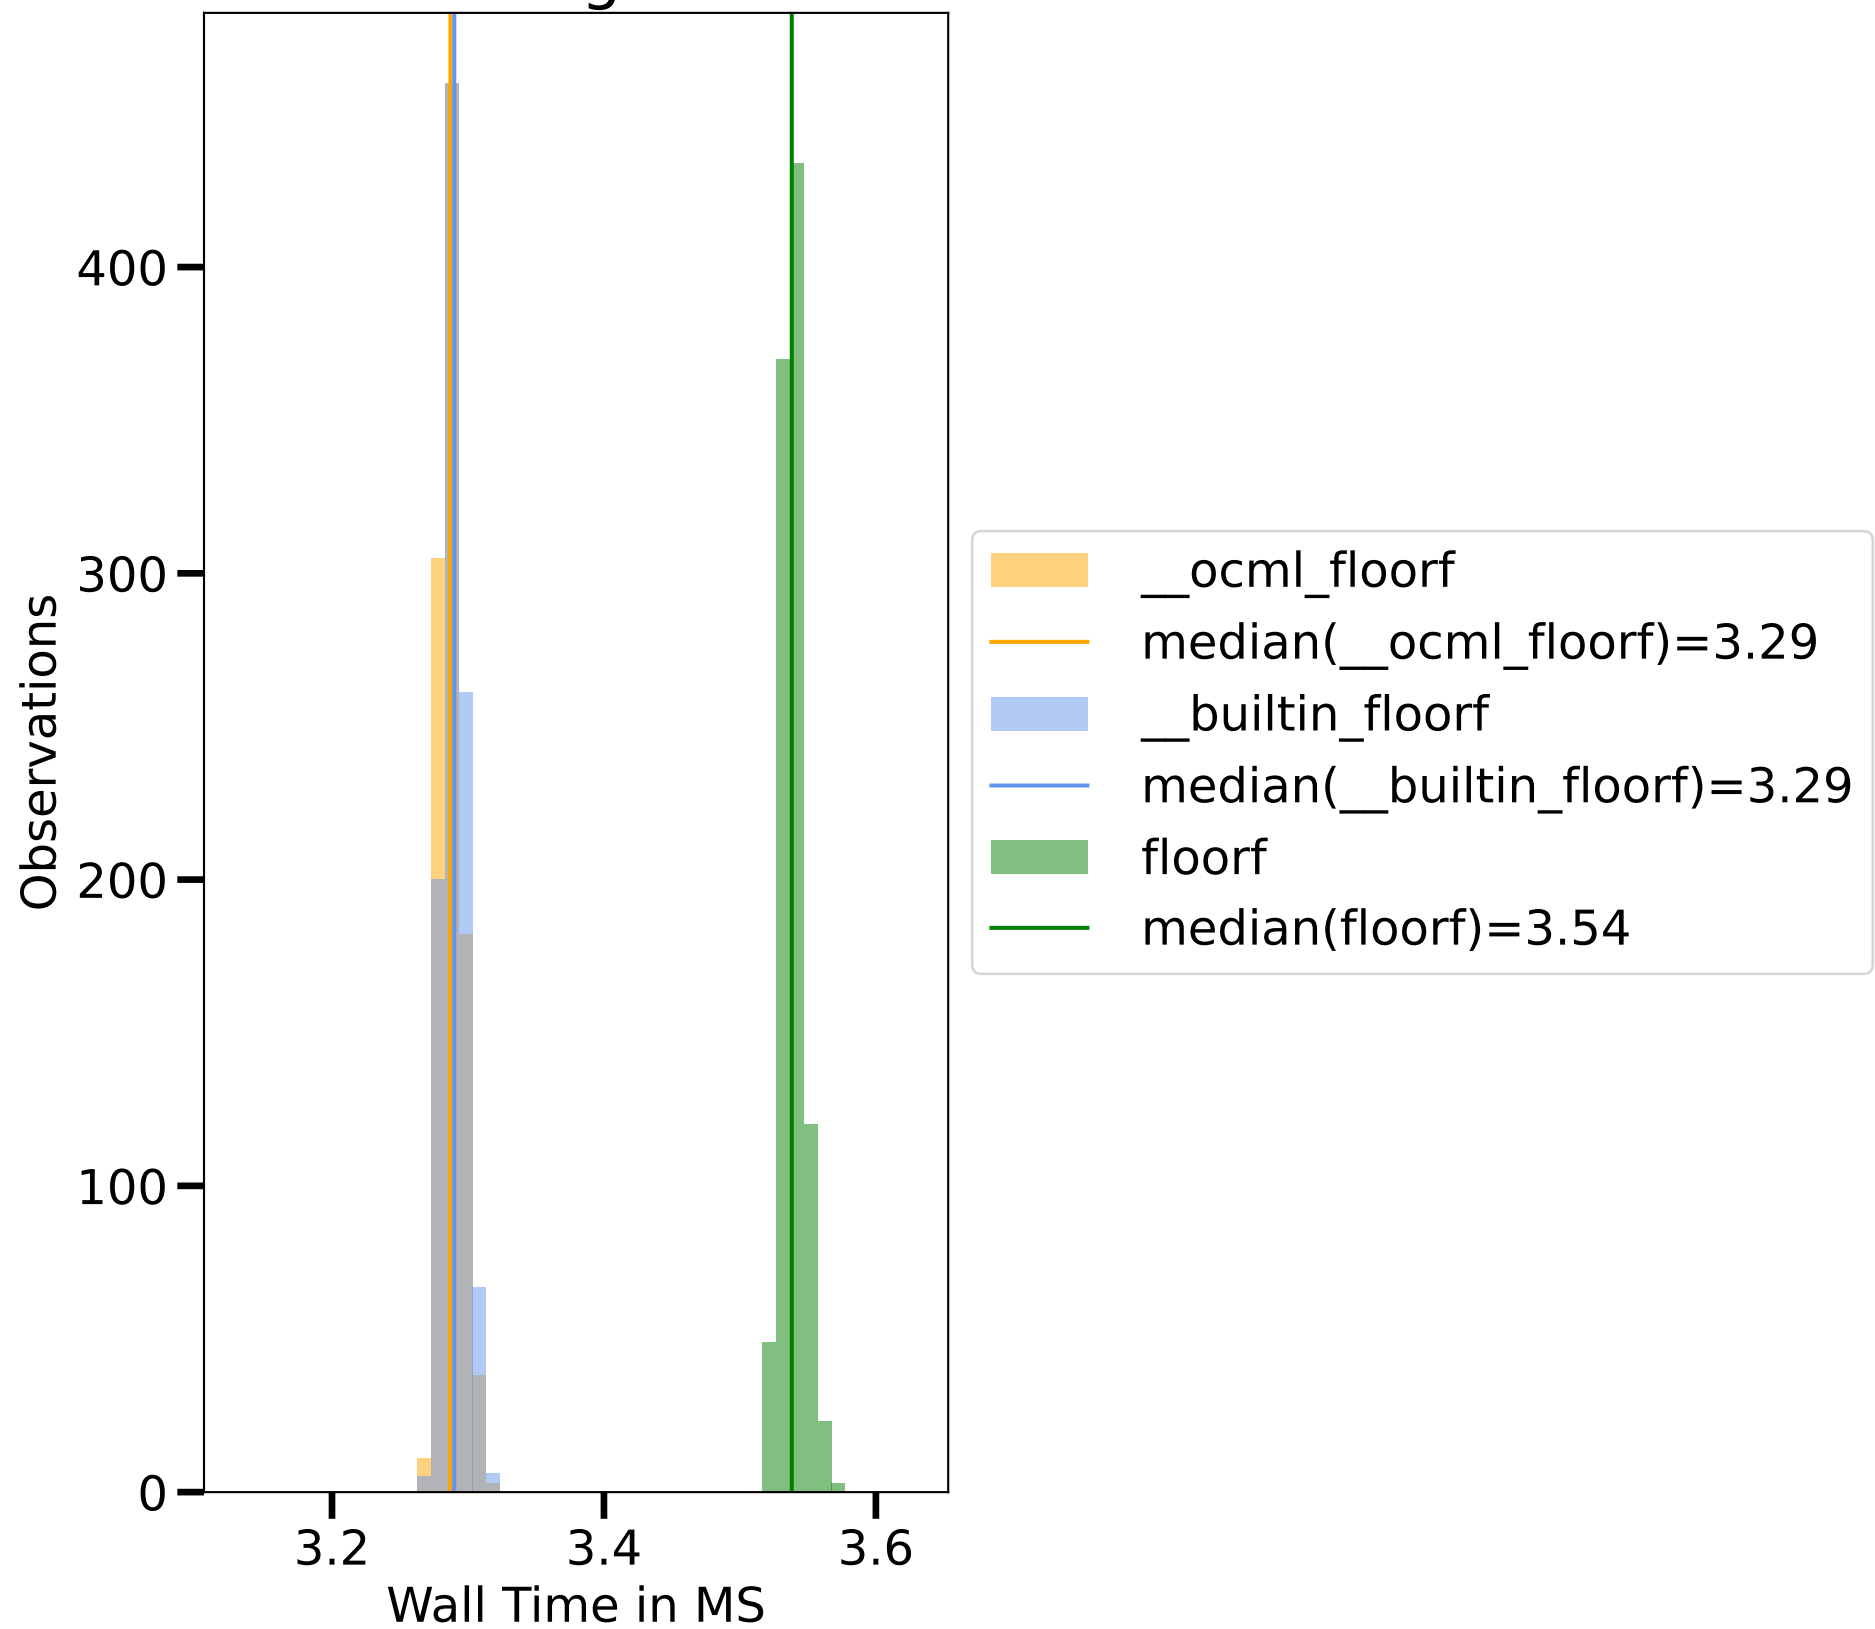 400
300
200
100
0
Observations
3.2 3.4 3.6
Wall Time in MS
__ocml_floorf
median(__ocml_floorf)=3.29
__builtin_floorf
median(__builtin_floorf)=3.29
floorf
median(floorf)=3.54